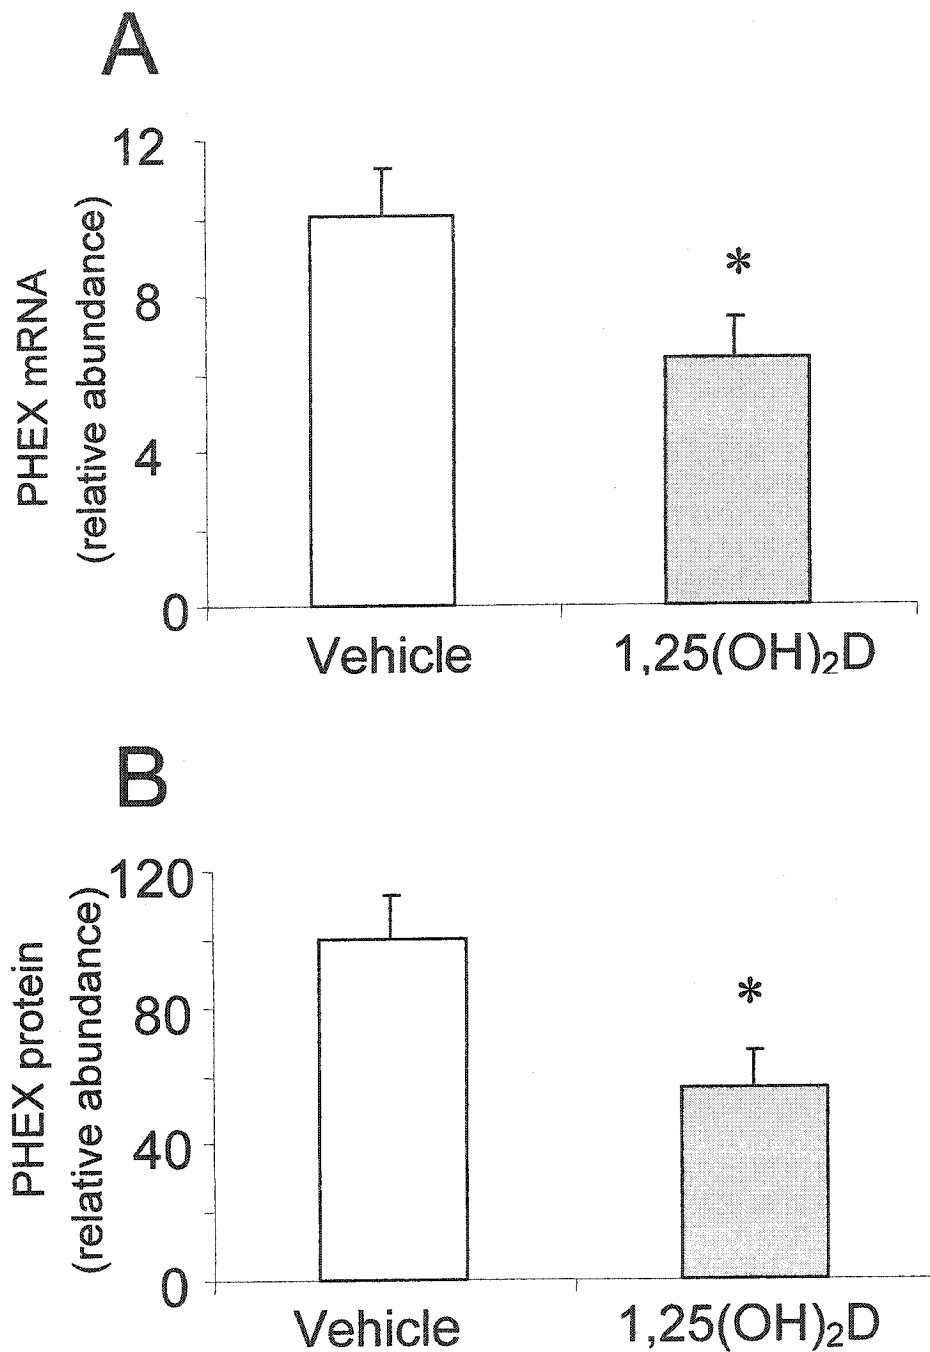 A
PHEX mRNA
(relative abundance)
12
8
4
0
*
Vehicle
1,25(OH)₂D
B
PHEX protein
(relative abundance)
120
80
40
0
*
Vehicle
1,25(OH)₂D